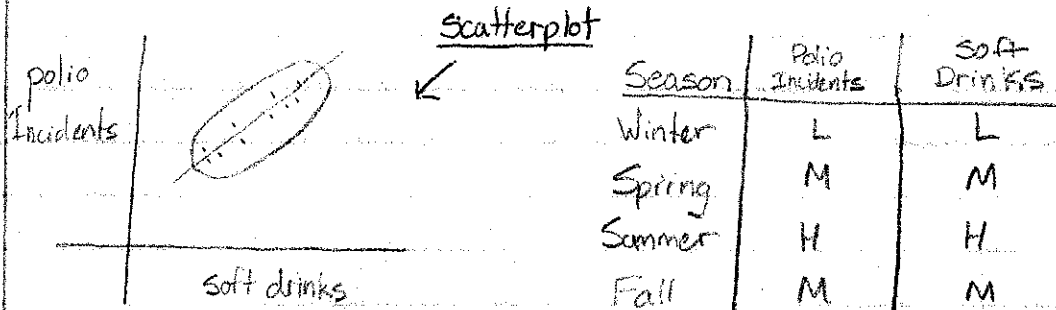 Scatterplot
polio
Incidents
soft drinks
Season Polio Incidents Soft Drinks
Winter L L
Spring M M
Summer H H
Fall M M